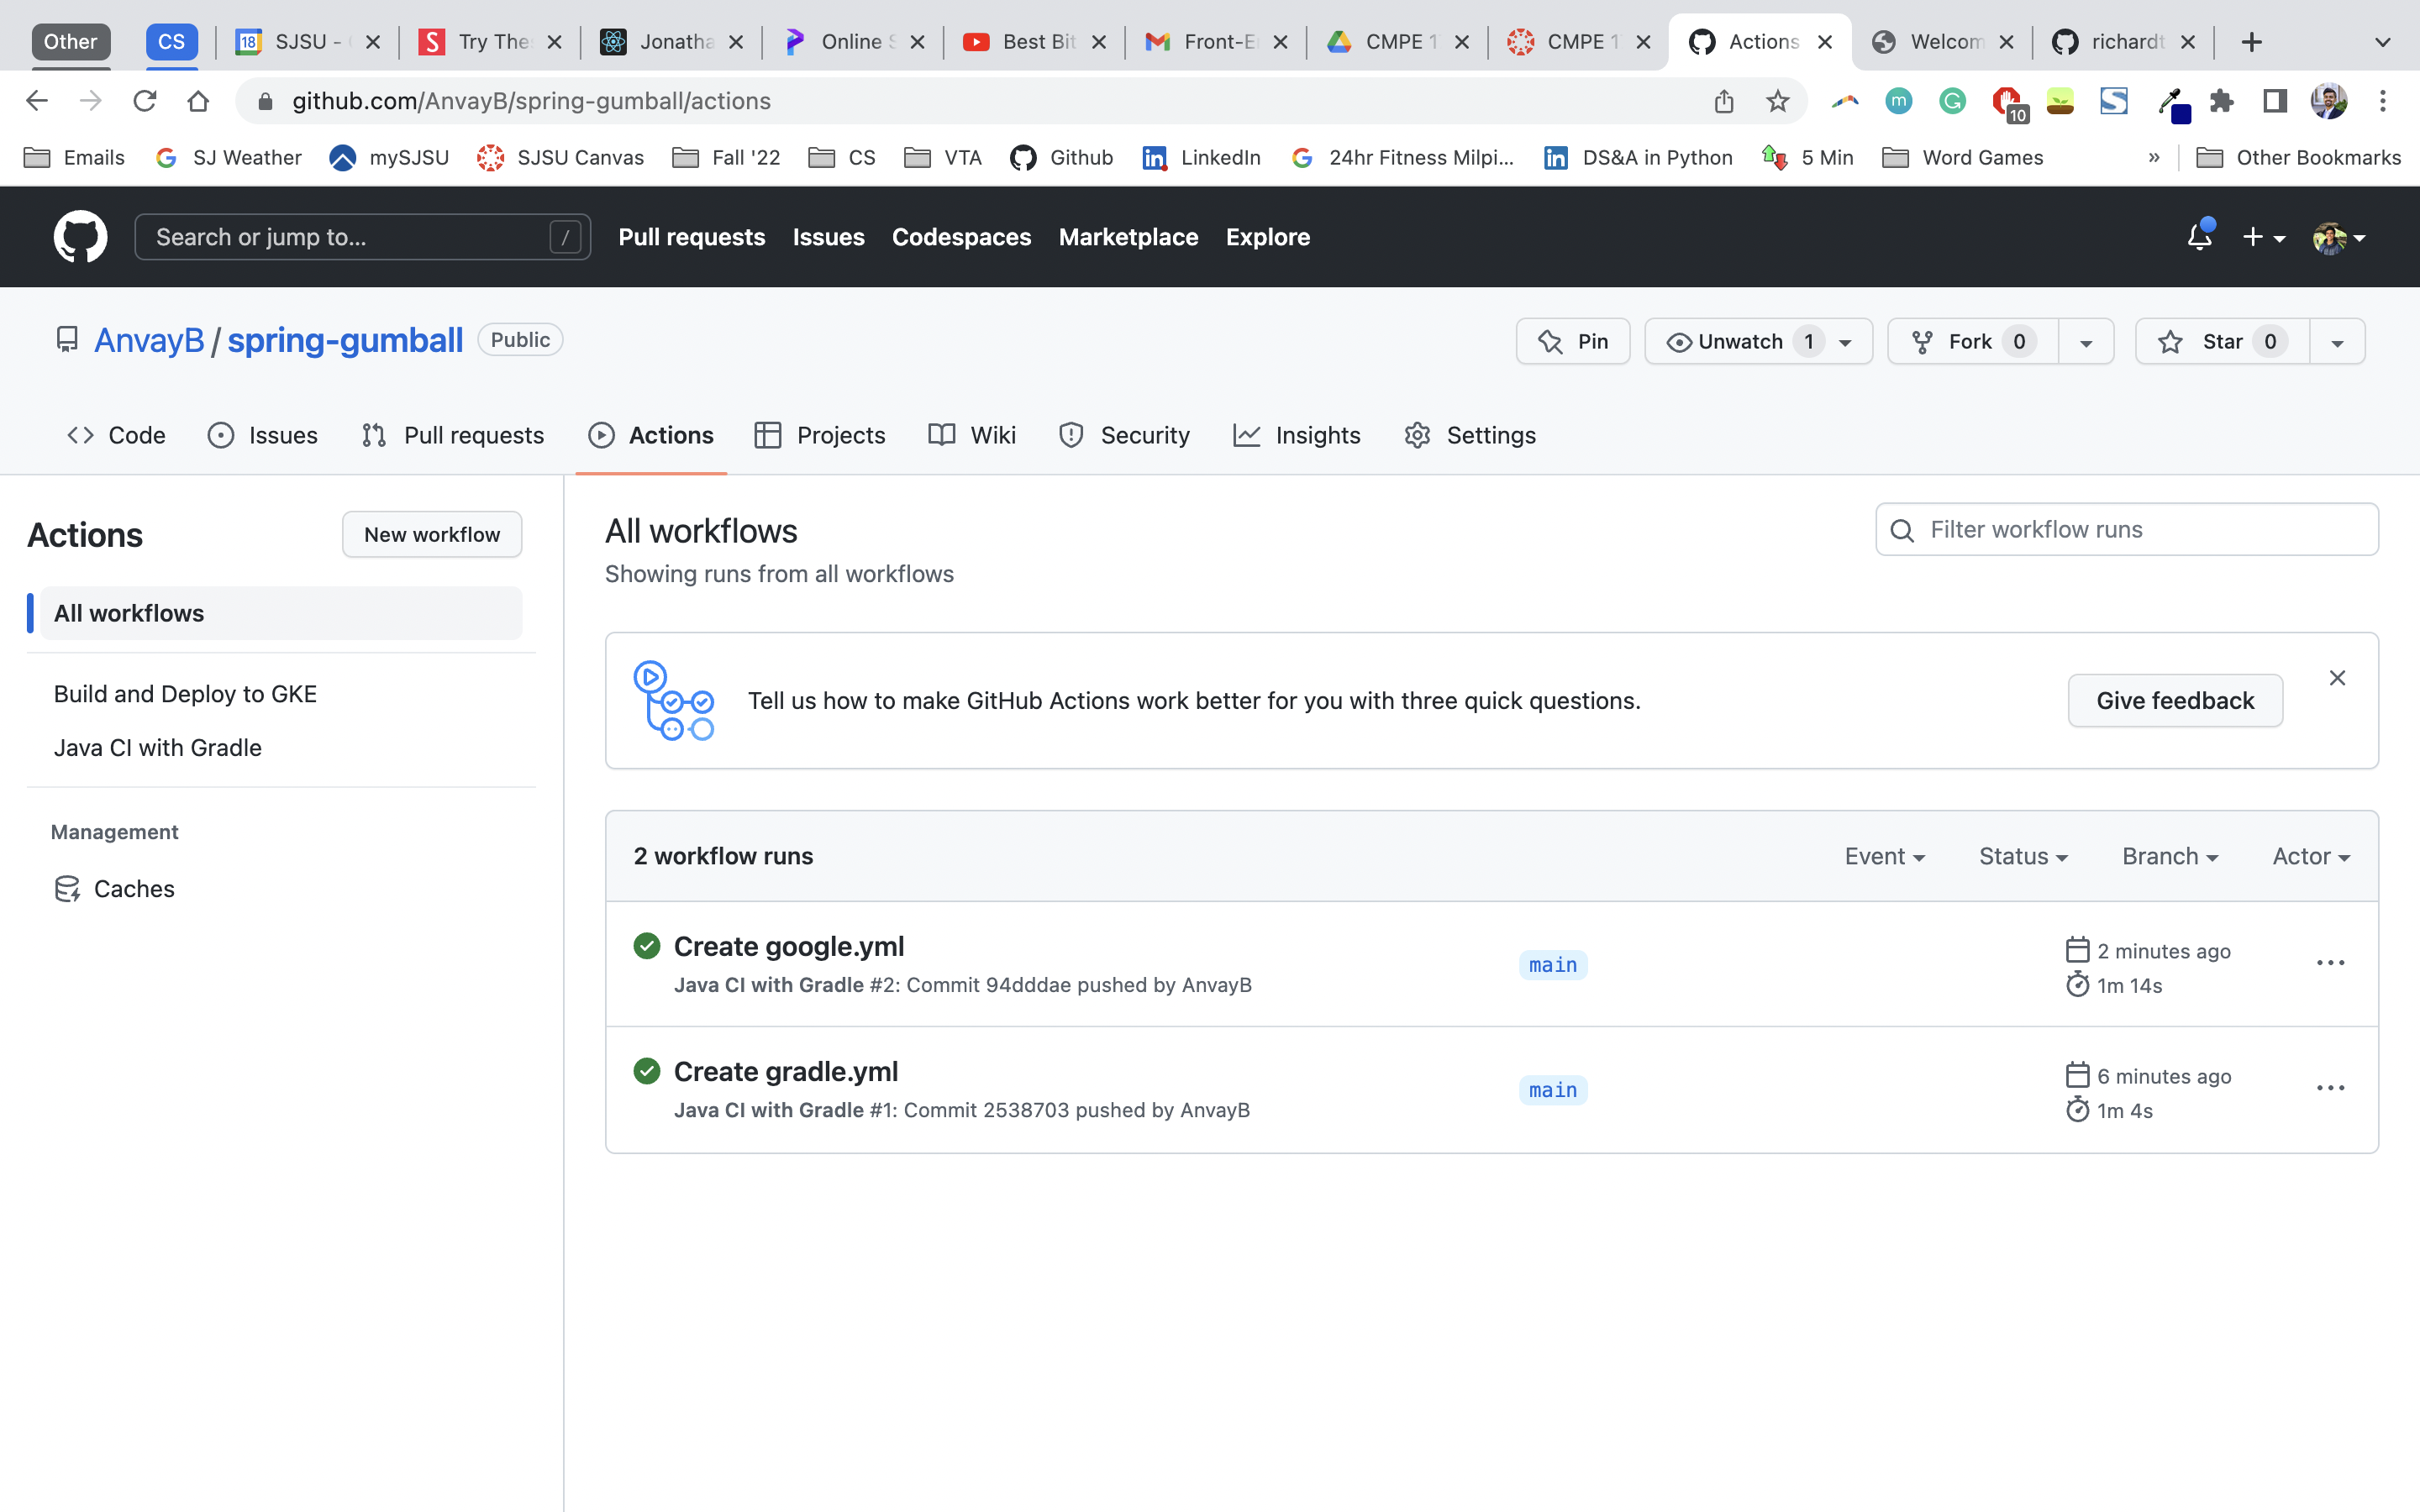 Other
CS
18
SJSU -
Try The
Jonatha
Online
Best Bit
Front-E
CMPE 1
CMPE 1
Actions
Welcom
richardt
github.com/AnvayB/spring-gumball/actions
m
10
Emails
SJ Weather
mySJSU
SJSU Canvas
Fall '22
CS
VTA
Github
LinkedIn
24hr Fitness Milpi...
DS&A in Python
5 Min
Word Games
»
Other Bookmarks
Search or jump to...
/
Pull requests
Issues
Codespaces
Marketplace
Explore
AnvayB / spring-gumball
Public
Pin
Unwatch 1
Fork 0
Star 0
Code
Issues
Pull requests
Actions
Projects
Wiki
Security
Insights
Settings
Actions
New workflow
All workflows
Build and Deploy to GKE
Java CI with Gradle
Management
Caches
All workflows
Showing runs from all workflows
Filter workflow runs
Tell us how to make GitHub Actions work better for you with three quick questions.
Give feedback
2 workflow runs
Event
Status
Branch
Actor
Create google.yml
Java CI with Gradle #2: Commit 94dddae pushed by AnvayB
main
2 minutes ago
1m 14s
Create gradle.yml
Java CI with Gradle #1: Commit 2538703 pushed by AnvayB
main
6 minutes ago
1m 4s